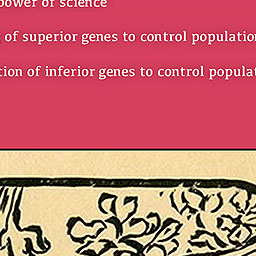 power of science
of superior genes to control population
tion of inferior genes to control populat